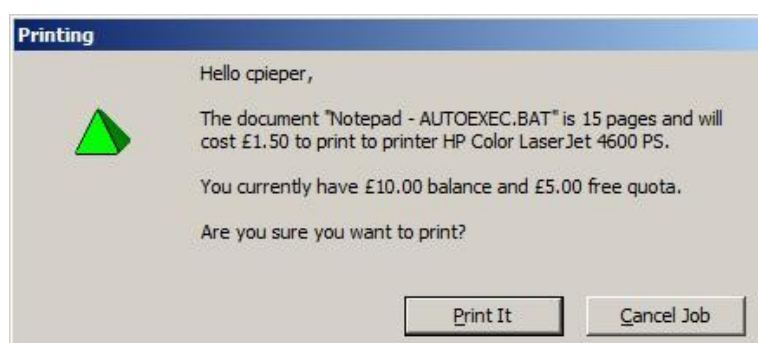 Printing
Hello cpieper,
The document "Notepad - AUTOEXEC.BAT" is 15 pages and will
cost £1.50 to print to printer HP Color LaserJet 4600 PS.
You currently have £10.00 balance and £5.00 free quota.
Are you sure you want to print?
Print It
Cancel Job